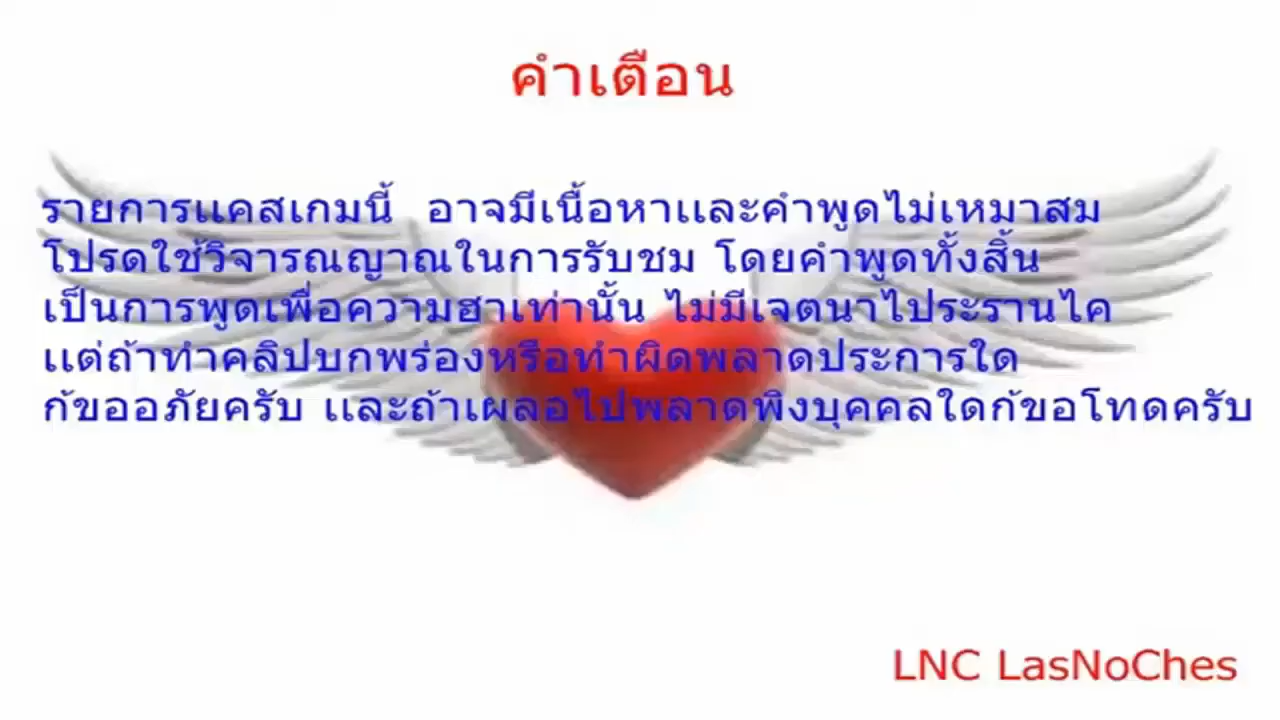 คำเตือน
รายการแคสเกมนี้ อาจมีเนื้อหาและคำพูดไม่เหมาสม
โปรดใช้วิจารณญาณในการรับชม โดยคำพูดทั้งสิ้น
เป็นการพูดเพื่อความฮาเท่านั้น ไม่มีเจตนาไประรานไค
แต่ถ้าทำคลิปบกพร่องหรือทำผิดพลาดประการใด
ก้ขออภัยครับ และถ้าเผลอไปพลาดพิงบุคคลใดก้ขอโทดครับ
LNC LasNoChes